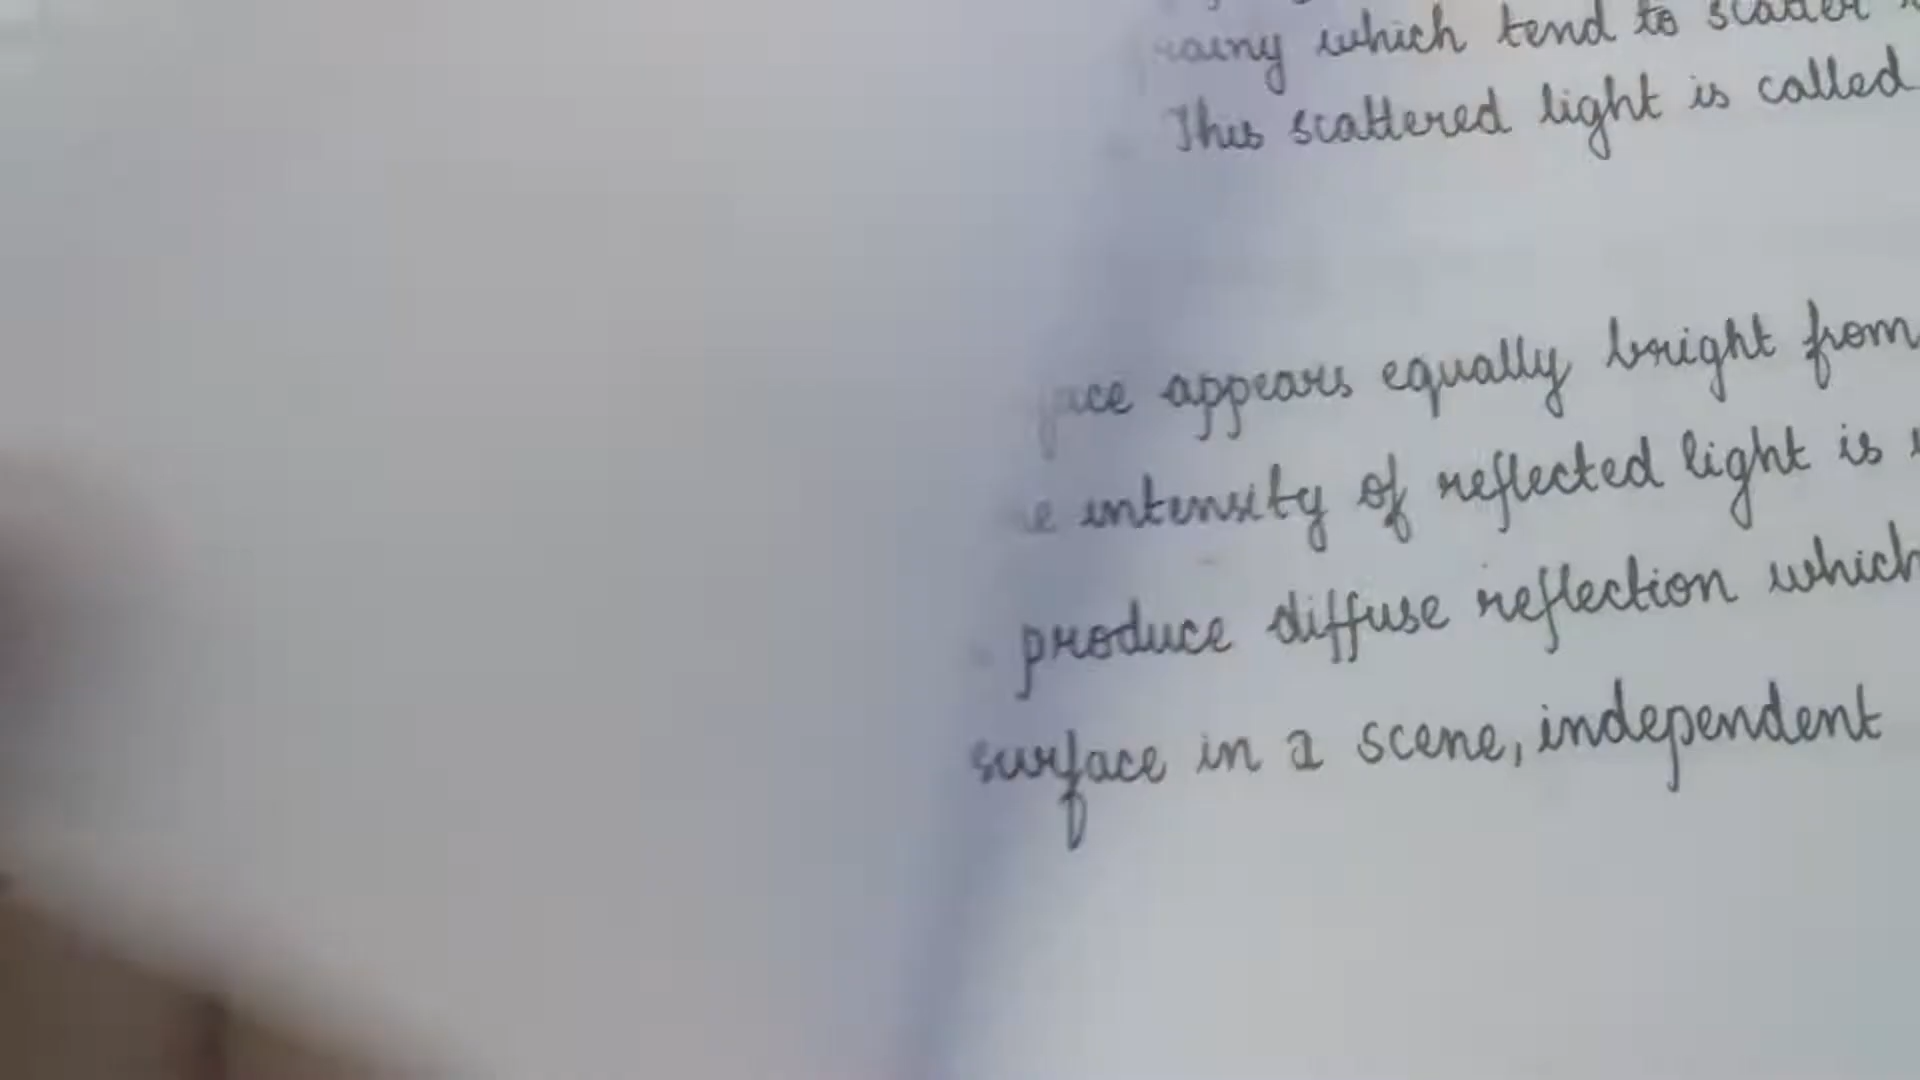 which tend to scatter
This scattered light is called
appears equally bright from
intensity of reflected light is
produce diffuse reflection which
surface in a scene, independent